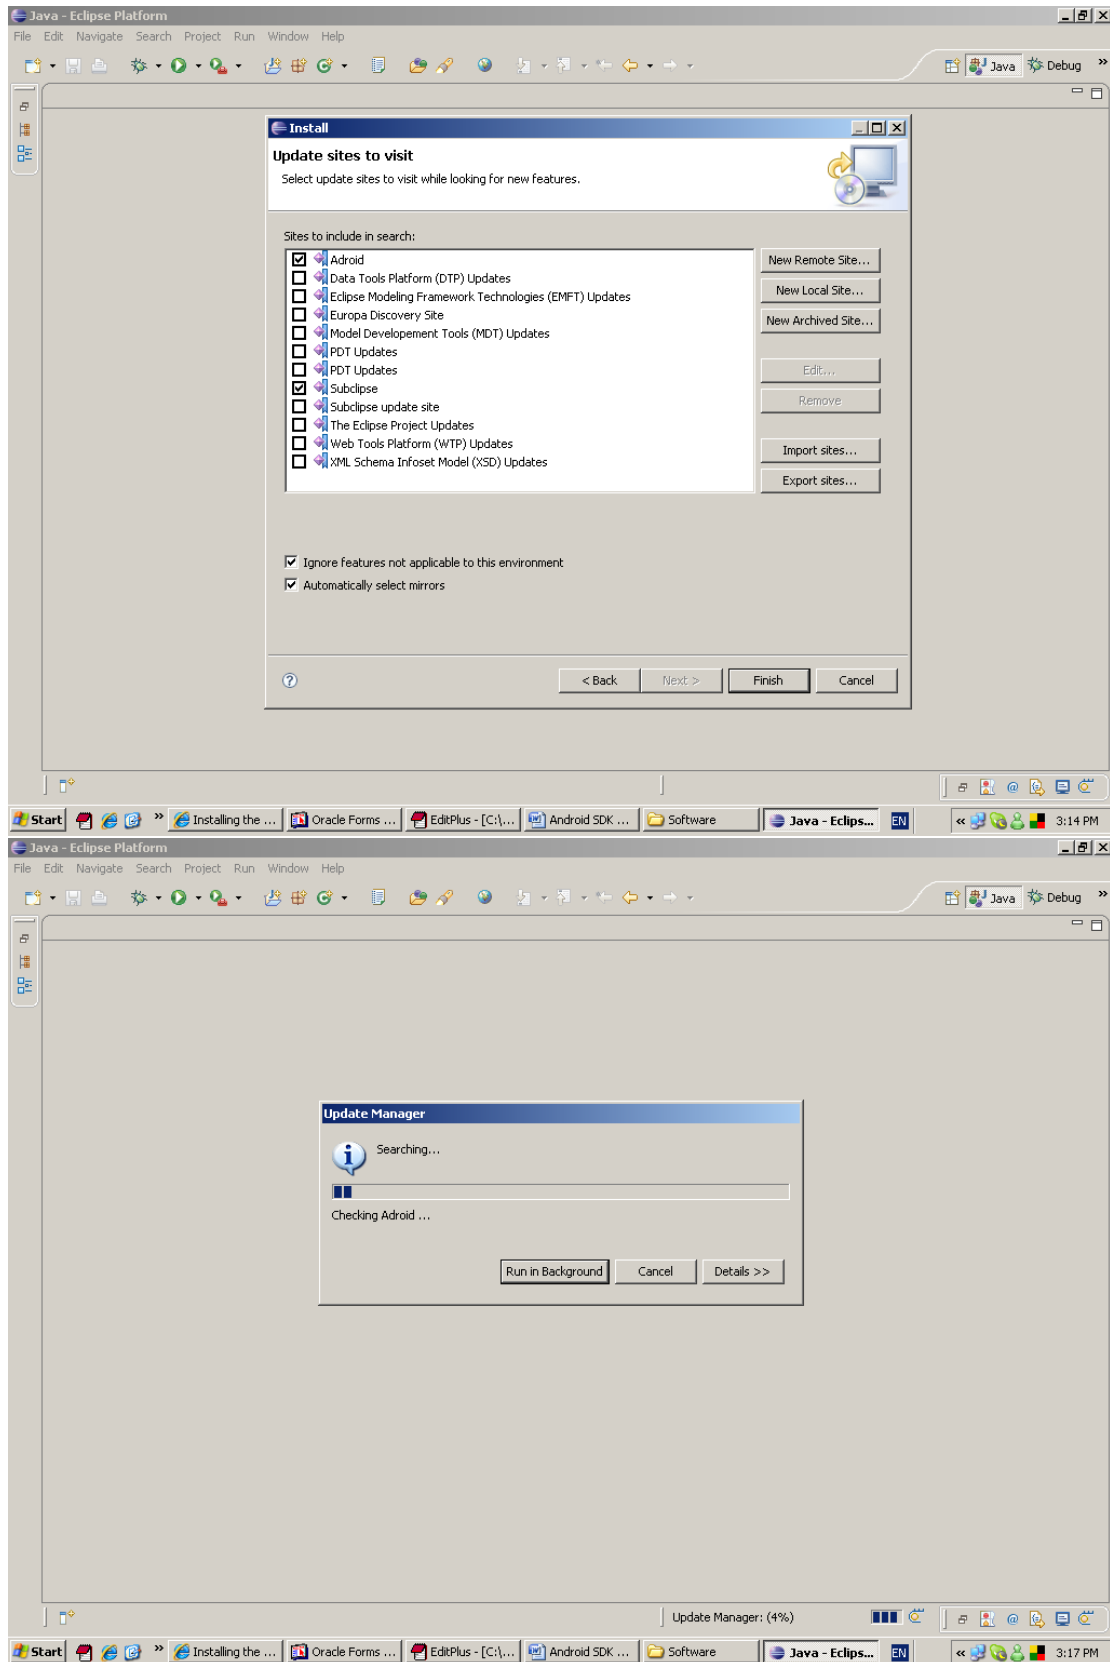 Java - Eclipse Platform
File Edit Navigate Search Project Run Window Help
Java Debug »
Install
Update sites to visit
Select update sites to visit while looking for new features.
Sites to include in search:
Adroid
Data Tools Platform (DTP) Updates
Eclipse Modeling Framework Technologies (EMFT) Updates
Europa Discovery Site
Model Developement Tools (MDT) Updates
PDT Updates
PDT Updates
Subclipse
Subclipse update site
The Eclipse Project Updates
Web Tools Platform (WTP) Updates
XML Schema Infoset Model (XSD) Updates
New Remote Site...
New Local Site...
New Archived Site...
Edit...
Remove
Import sites...
Export sites...
Ignore features not applicable to this environment
Automatically select mirrors
< Back Next > Finish Cancel
Start » Installing the ... Oracle Forms ... EditPlus - [C:\... Android SDK ... Software Java - Eclips... EN « 3:14 PM
Java - Eclipse Platform
File Edit Navigate Search Project Run Window Help
Java Debug »
Update Manager
Searching...
Checking Adroid ...
Run in Background Cancel Details >>
Update Manager: (4%)
Start » Installing the ... Oracle Forms ... EditPlus - [C:\... Android SDK ... Software Java - Eclips... EN « 3:17 PM